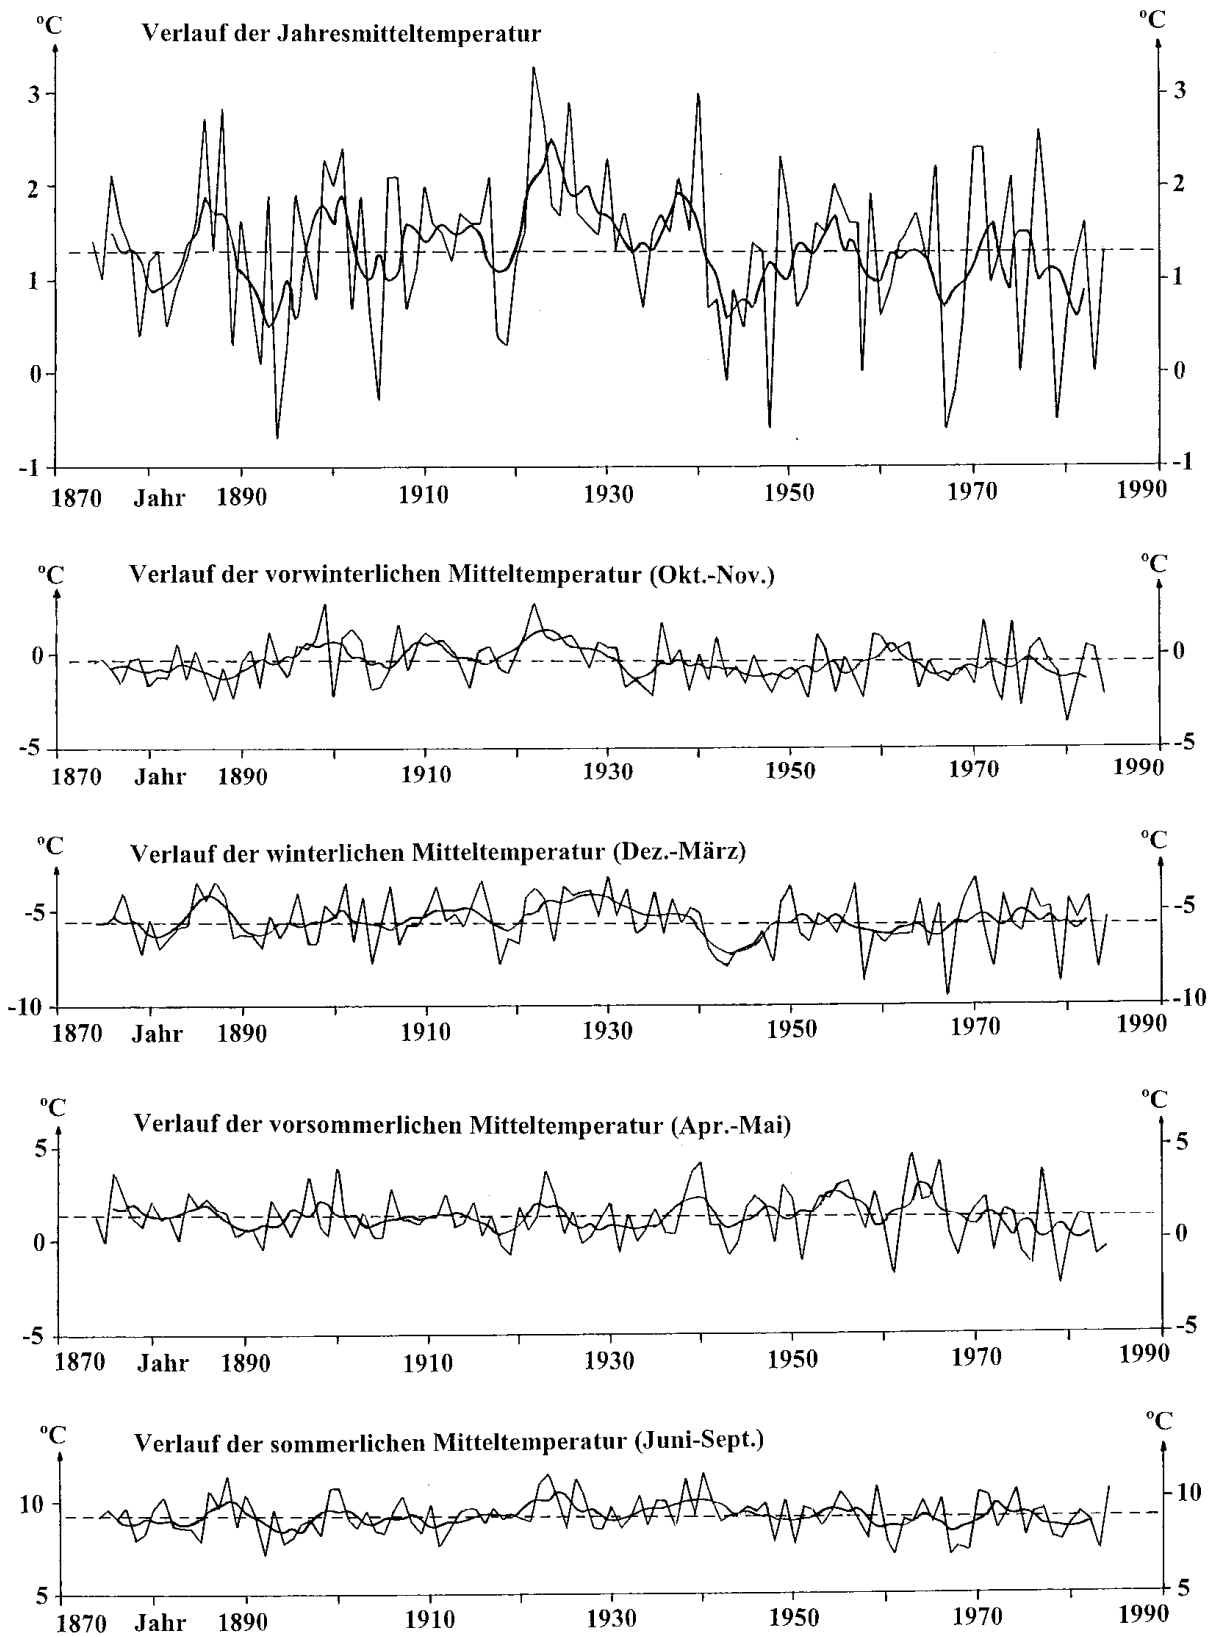 °C °C
Verlauf der Jahresmitteltemperatur
3 3
2 2
1 1
0 0
-1 -1
1870 Jahr 1890 1910 1930 1950 1970 1990
°C °C
Verlauf der vorwinterlichen Mitteltemperatur (Okt.-Nov.)
0 0
-5 -5
1870 Jahr 1890 1910 1930 1950 1970 1990
°C °C
Verlauf der winterlichen Mitteltemperatur (Dez.-März)
-5 -5
-10 -10
1870 Jahr 1890 1910 1930 1950 1970 1990
°C °C
Verlauf der vorsommerlichen Mitteltemperatur (Apr.-Mai)
5 5
0 0
-5 -5
1870 Jahr 1890 1910 1930 1950 1970 1990
°C °C
Verlauf der sommerlichen Mitteltemperatur (Juni-Sept.)
10 10
5 5
1870 Jahr 1890 1910 1930 1950 1970 1990